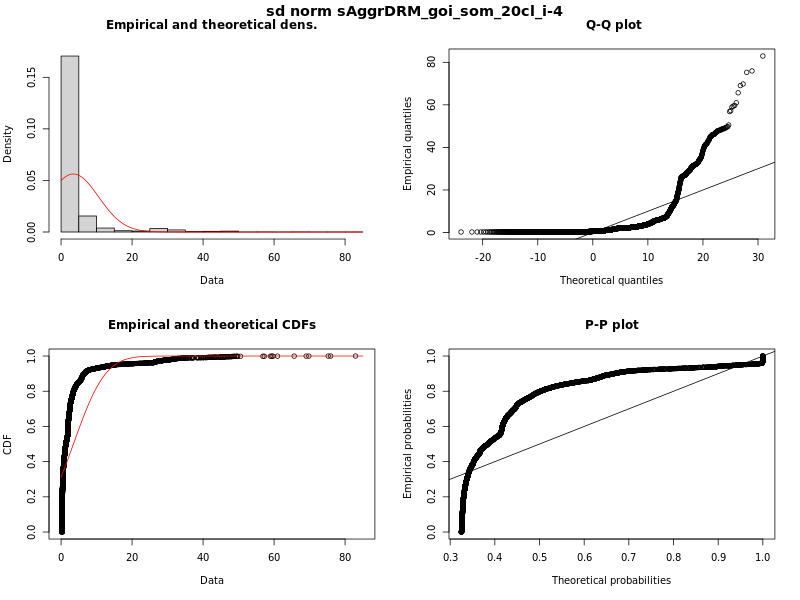 sd norm sAggrDRM_goi_som_20cl_i-4
Empirical and theoretical dens.
Density
0.00 0.05 0.10 0.15
0 20 40 60 80
Data
Q-Q plot
Empirical quantiles
0 20 40 60 80
-20 -10 0 10 20 30
Theoretical quantiles
Empirical and theoretical CDFs
CDF
0.0 0.2 0.4 0.6 0.8 1.0
0 20 40 60 80
Data
P-P plot
Empirical probabilities
0.0 0.2 0.4 0.6 0.8 1.0
0.3 0.4 0.5 0.6 0.7 0.8 0.9 1.0
Theoretical probabilities